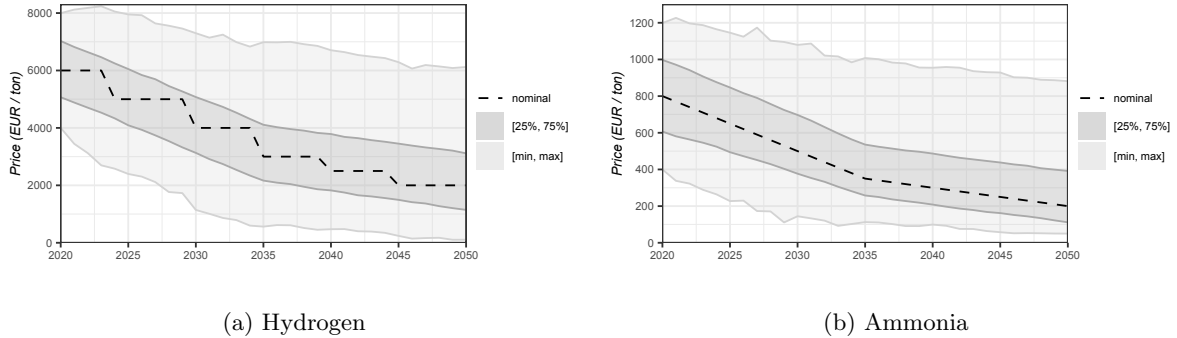 Price (EUR / ton)
8000
6000
4000
2000
0
2020 2025 2030 2035 2040 2045 2050
nominal
[25%, 75%]
[min, max]
(a) Hydrogen
Price (EUR / ton)
1200
1000
800
600
400
200
0
2020 2025 2030 2035 2040 2045 2050
nominal
[25%, 75%]
[min, max]
(b) Ammonia